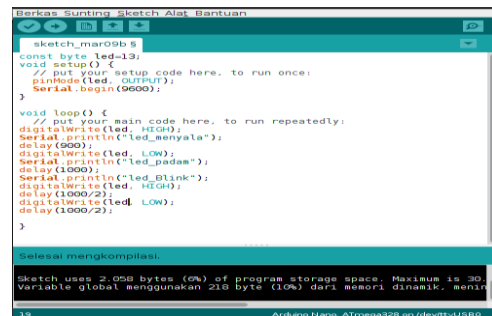 Berkas Sunting Sketch Alat Bantuan
sketch_mar09b §
const byte led=13;
void setup() {
  // put your setup code here, to run once:
  pinMode(led, OUTPUT);
  Serial.begin(9600);
}

void loop() {
  // put your main code here, to run repeatedly:
digitalWrite(led, HIGH);
Serial.println("led_menyala");
delay(900);
digitalWrite(led, LOW);
Serial.println("led_padam");
delay(1000);
Serial.println("led_Blink");
digitalWrite(led, HIGH);
delay(1000/2);
digitalWrite(led, LOW);
delay(1000/2);

}
Selesai mengkompilasi.
Sketch uses 2.058 bytes (6%) of program storage space. Maximum is 30.
Variable global menggunakan 218 byte (10%) dari memori dinamik, menin
19
Arduino Nano, ATmega328 on /dev/ttyUSB0